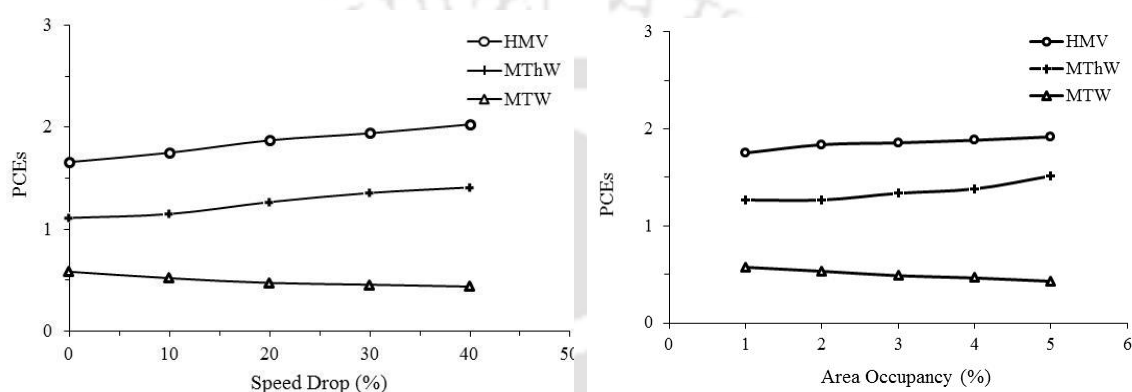 3
HMV
MThW
MTW
2
PCEs
1
0
0 10 20 30 40 50
Speed Drop (%)
3
HMV
MThW
MTW
2
PCEs
1
0
0 1 2 3 4 5 6
Area Occupancy (%)